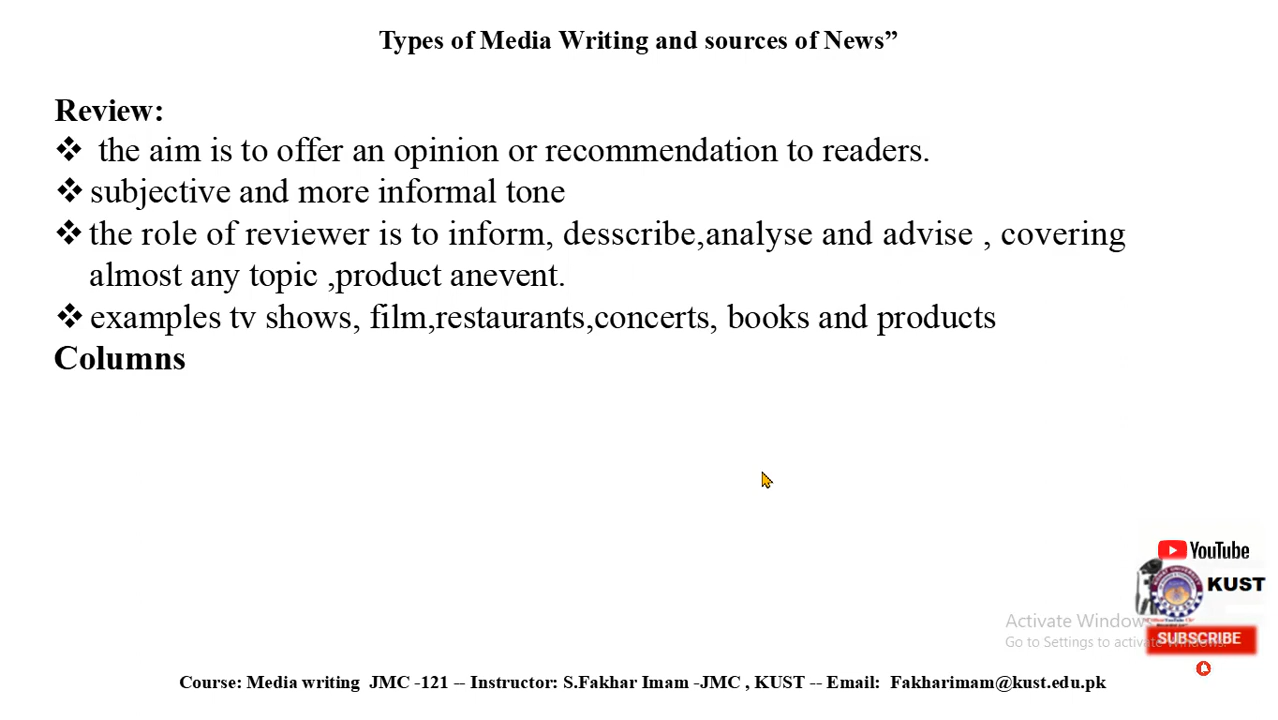 Types of Media Writing and sources of News”
Review:
❖ the aim is to offer an opinion or recommendation to readers.
❖ subjective and more informal tone
❖ the role of reviewer is to inform, desscribe,analyse and advise , covering
almost any topic ,product anevent.
❖ examples tv shows, film,restaurants,concerts, books and products
Columns
YouTube
KUST
Activate Windows
Go to Settings to activate Windows.
SUBSCRIBE
Course: Media writing JMC -121 -- Instructor: S.Fakhar Imam -JMC , KUST -- Email: Fakharimam@kust.edu.pk